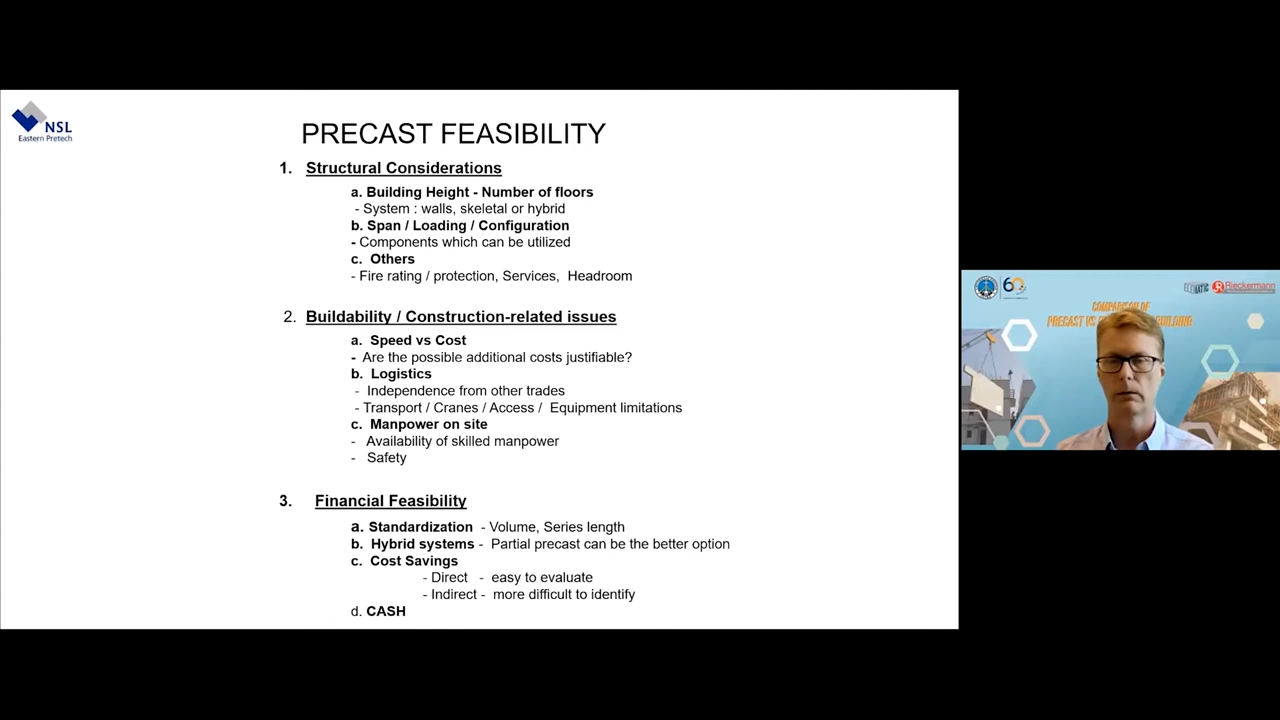 NSL
Eastern Pretech
PRECAST FEASIBILITY
1. Structural Considerations
a. Building Height - Number of floors
- System : walls, skeletal or hybrid
b. Span / Loading / Configuration
- Components which can be utilized
c. Others
- Fire rating / protection, Services, Headroom
2. Buildability / Construction-related issues
a. Speed vs Cost
- Are the possible additional costs justifiable?
b. Logistics
- Independence from other trades
- Transport / Cranes / Access / Equipment limitations
c. Manpower on site
- Availability of skilled manpower
- Safety
3. Financial Feasibility
a. Standardization - Volume, Series length
b. Hybrid systems - Partial precast can be the better option
c. Cost Savings
- Direct - easy to evaluate
- Indirect - more difficult to identify
d. CASH
60
ELEMATIC
Rieckermann
COMPARISON OF
PRECAST VS
BUILDING